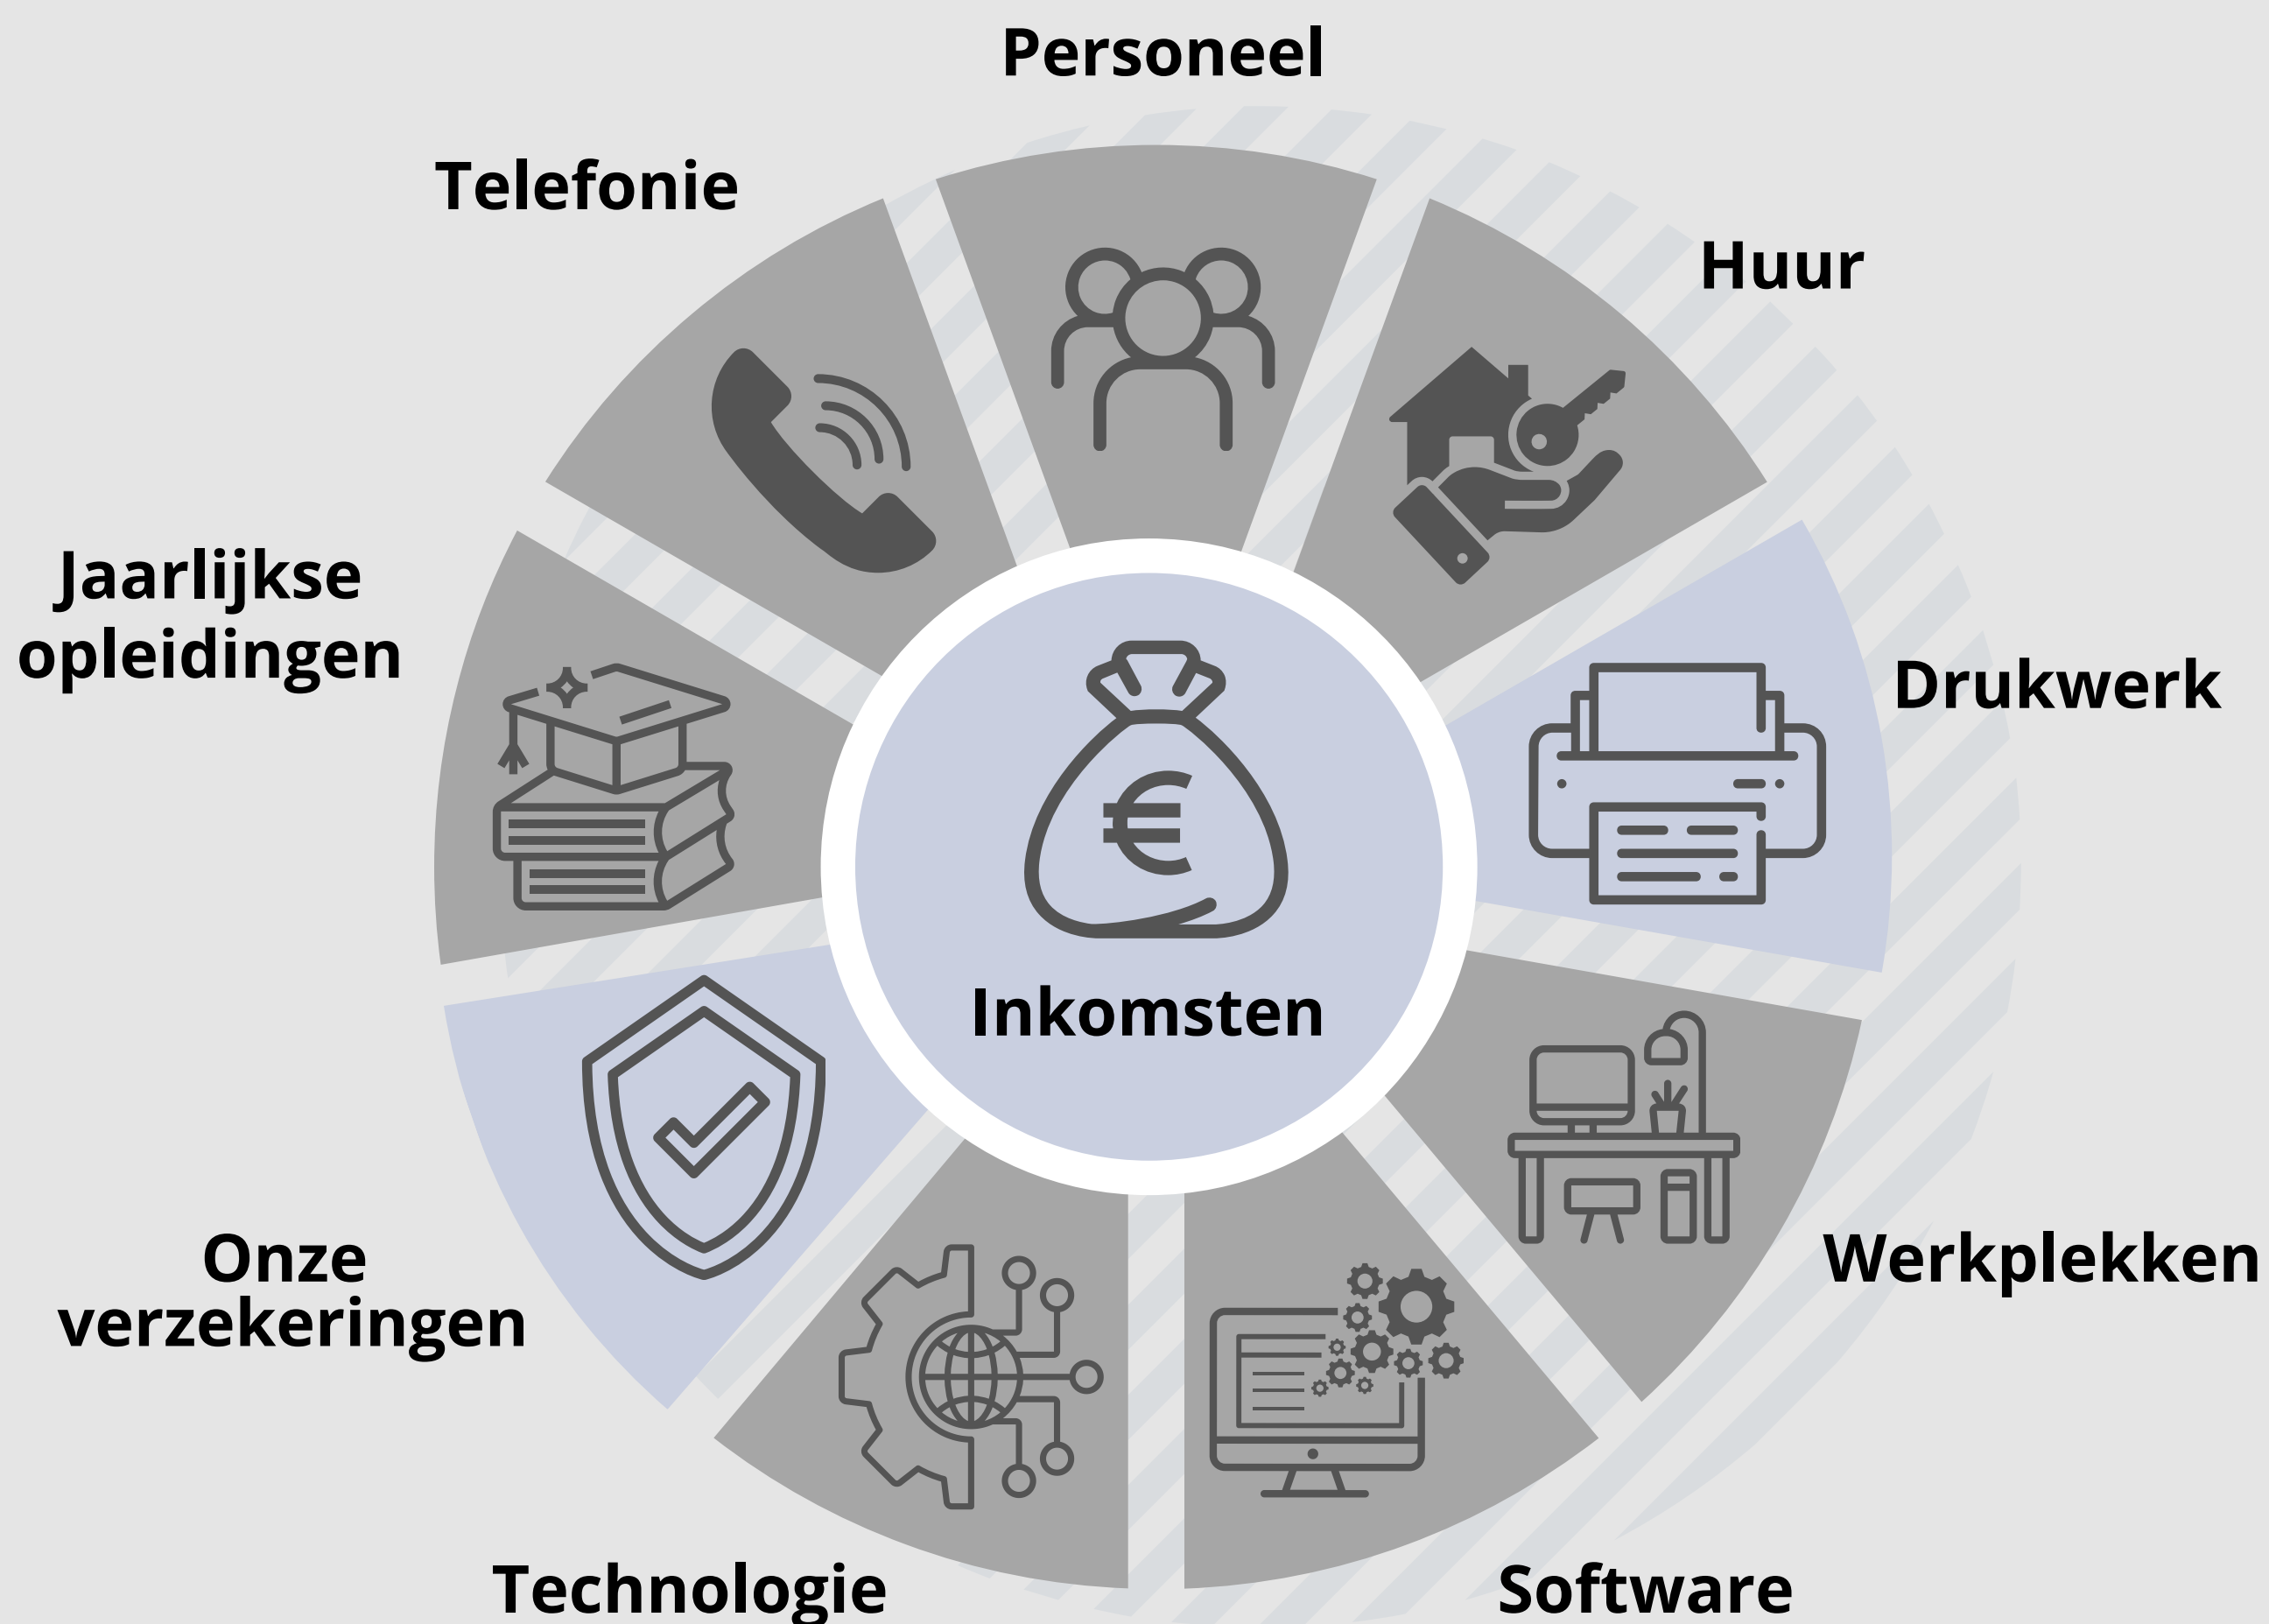 Personeel
Telefonie
Huur
Jaarlijkse
opleidingen
Drukwerk
Inkomsten
Onze
verzekeringen
Werkplekken
Technologie
Software